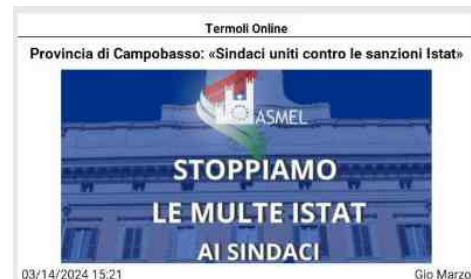 Termoli Online
Provincia di Campobasso: «Sindaci uniti contro le sanzioni Istat»
ASMEL
STOPPIAMO
LE MULTE ISTAT
AI SINDACI
03/14/2024 15:21
Gio Marzo